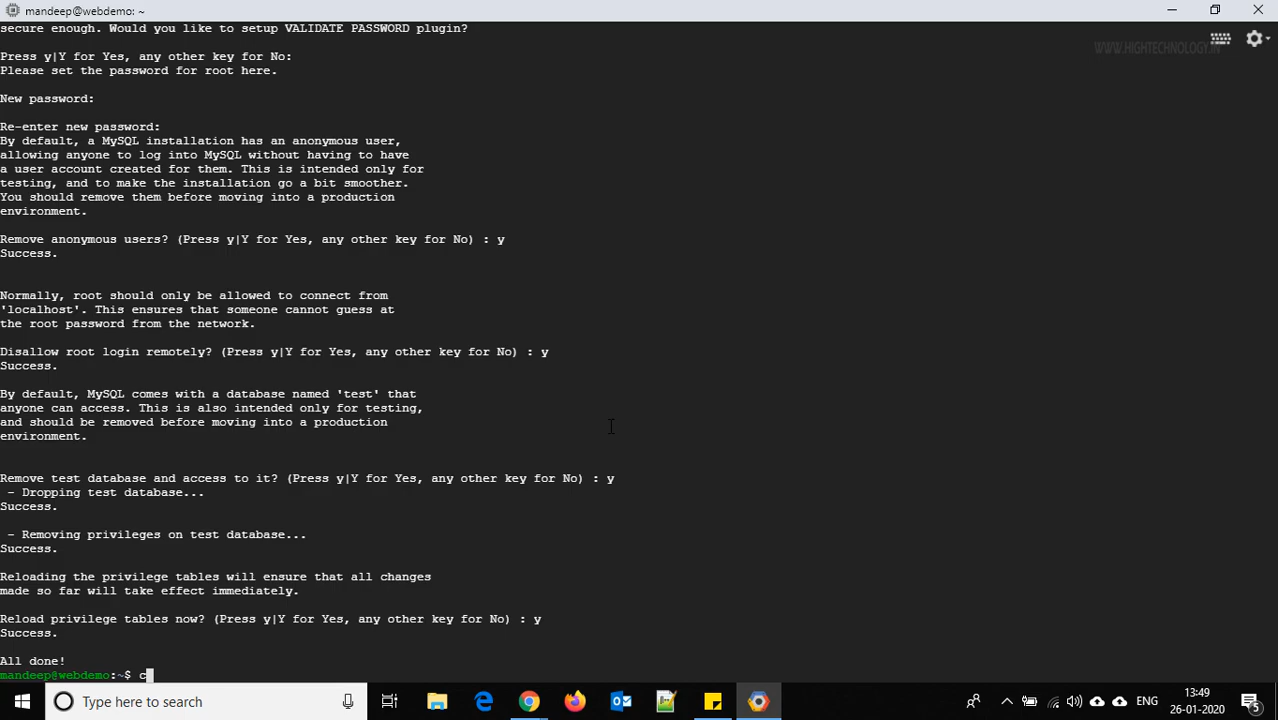 mandeep@webdemo: ~
secure enough. Would you like to setup VALIDATE PASSWORD plugin?
WWW.HIGHTECHNOLOGY.IN
Press y|Y for Yes, any other key for No:
Please set the password for root here.
New password:
Re-enter new password:
By default, a MySQL installation has an anonymous user,
allowing anyone to log into MySQL without having to have
a user account created for them. This is intended only for
testing, and to make the installation go a bit smoother.
You should remove them before moving into a production
environment.
Remove anonymous users? (Press y|Y for Yes, any other key for No) : y
Success.
Normally, root should only be allowed to connect from
'localhost'. This ensures that someone cannot guess at
the root password from the network.
Disallow root login remotely? (Press y|Y for Yes, any other key for No) : y
Success.
By default, MySQL comes with a database named 'test' that
anyone can access. This is also intended only for testing,
and should be removed before moving into a production
environment.
Remove test database and access to it? (Press y|Y for Yes, any other key for No) : y
- Dropping test database...
Success.
- Removing privileges on test database...
Success.
Reloading the privilege tables will ensure that all changes
made so far will take effect immediately.
Reload privilege tables now? (Press y|Y for Yes, any other key for No) : y
Success.
All done!
mandeep@webdemo:~$ c
Type here to search
ENG
13:49
26-01-2020
5